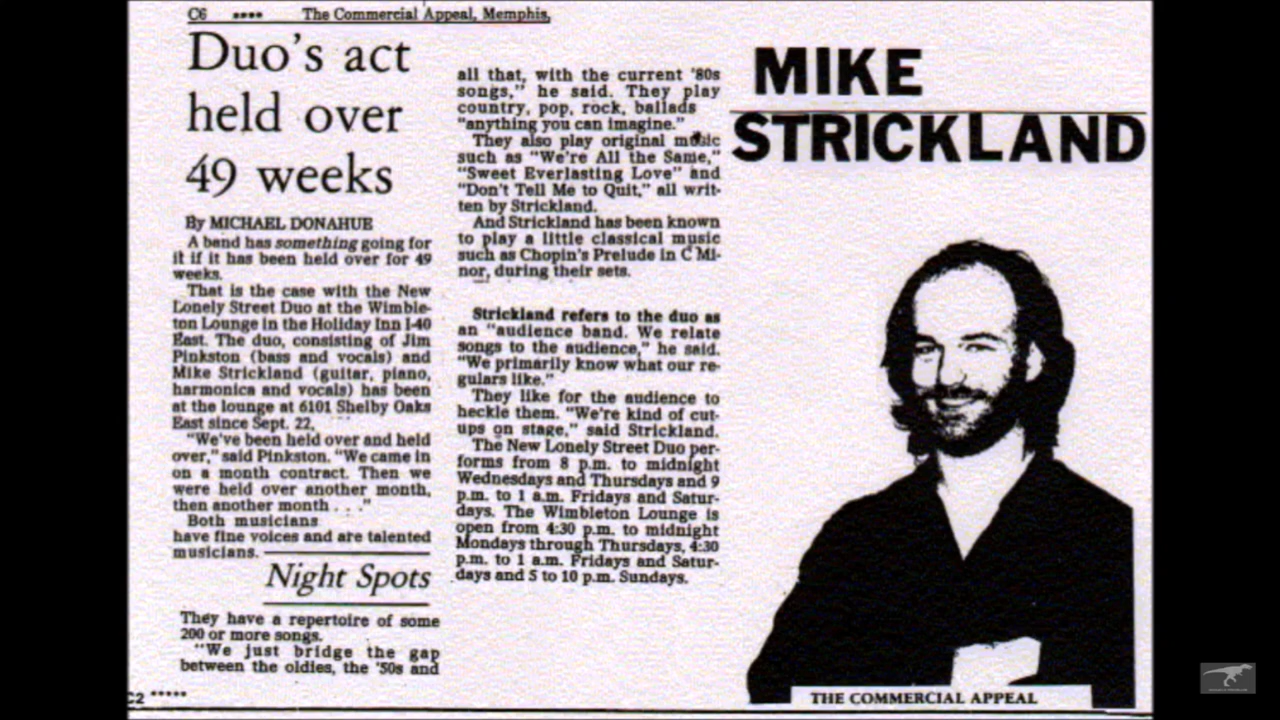 C6 **** The Commercial Appeal, Memphis,
Duo's act
held over
49 weeks
By MICHAEL DONAHUE
A band has something going for
it if it has been held over for 49
weeks.
That is the case with the New
Lonely Street Duo at the Wimble-
ton Lounge in the Holiday Inn I-40
East. The duo, consisting of Jim
Pinkston (bass and vocals) and
Mike Strickland (guitar, piano,
harmonica and vocals) has been
at the lounge at 6101 Shelby Oaks
East since Sept. 22.
"We've been held over and held
over," said Pinkston. "We came in
on a month contract. Then we
were held over another month,
then another month . . ."
Both musicians
have fine voices and are talented
musicians.
Night Spots
They have a repertoire of some
200 or more songs.
"We just bridge the gap
between the oldies, the '50s and
C2 *****
all that, with the current '80s
songs," he said. They play
country, pop, rock, ballads
"anything you can imagine."
They also play original music
such as "We're All the Same,"
"Sweet Everlasting Love" and
"Don't Tell Me to Quit," all writ-
ten by Strickland.
And Strickland has been known
to play a little classical music
such as Chopin's Prelude in C Mi-
nor, during their sets.
Strickland refers to the duo as
an "audience band. We relate
songs to the audience," he said.
"We primarily know what our re-
gulars like."
They like for the audience to
heckle them. "We're kind of cut-
ups on stage," said Strickland.
The New Lonely Street Duo per-
forms from 8 p.m. to midnight
Wednesdays and Thursdays and 9
p.m. to 1 a.m. Fridays and Satur-
days. The Wimbleton Lounge is
open from 4:30 p.m. to midnight
Mondays through Thursdays, 4:30
p.m. to 1 a.m. Fridays and Satur-
days and 5 to 10 p.m. Sundays.
MIKE
STRICKLAND
THE COMMERCIAL APPEAL